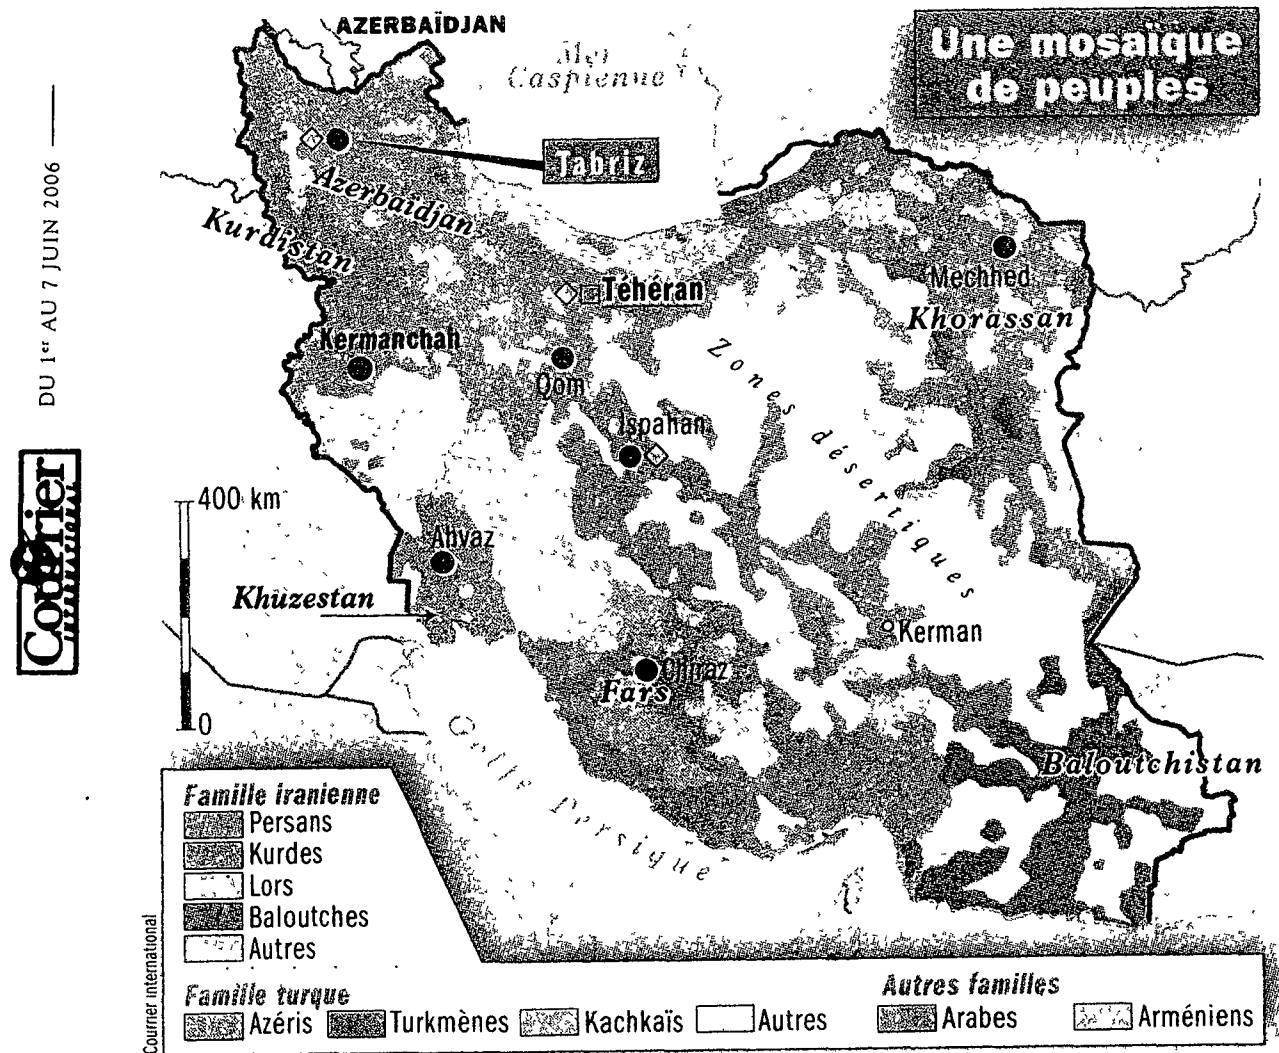 AZERBAÏDJAN
Mer
Caspienne
Une mosaïque
de peuples
Tabriz
Azerbaïdjan
Kurdistan
Téhéran
Mechhed
Khorassan
Kermanchah
Qom
Zones désertiques
Ispahan
400 km
Ahvaz
Khuzestan
Kerman
Chiraz
Fars
0
Golfe Persique
Baloutchistan
Famille iranienne
Persans
Kurdes
Lors
Baloutches
Autres
Famille turque
Azéris
Turkmènes
Kachkaïs
Autres
Autres familles
Arabes
Arméniens
Courrier international
DU 1er AU 7 JUIN 2006
Courrier
INTERNATIONAL